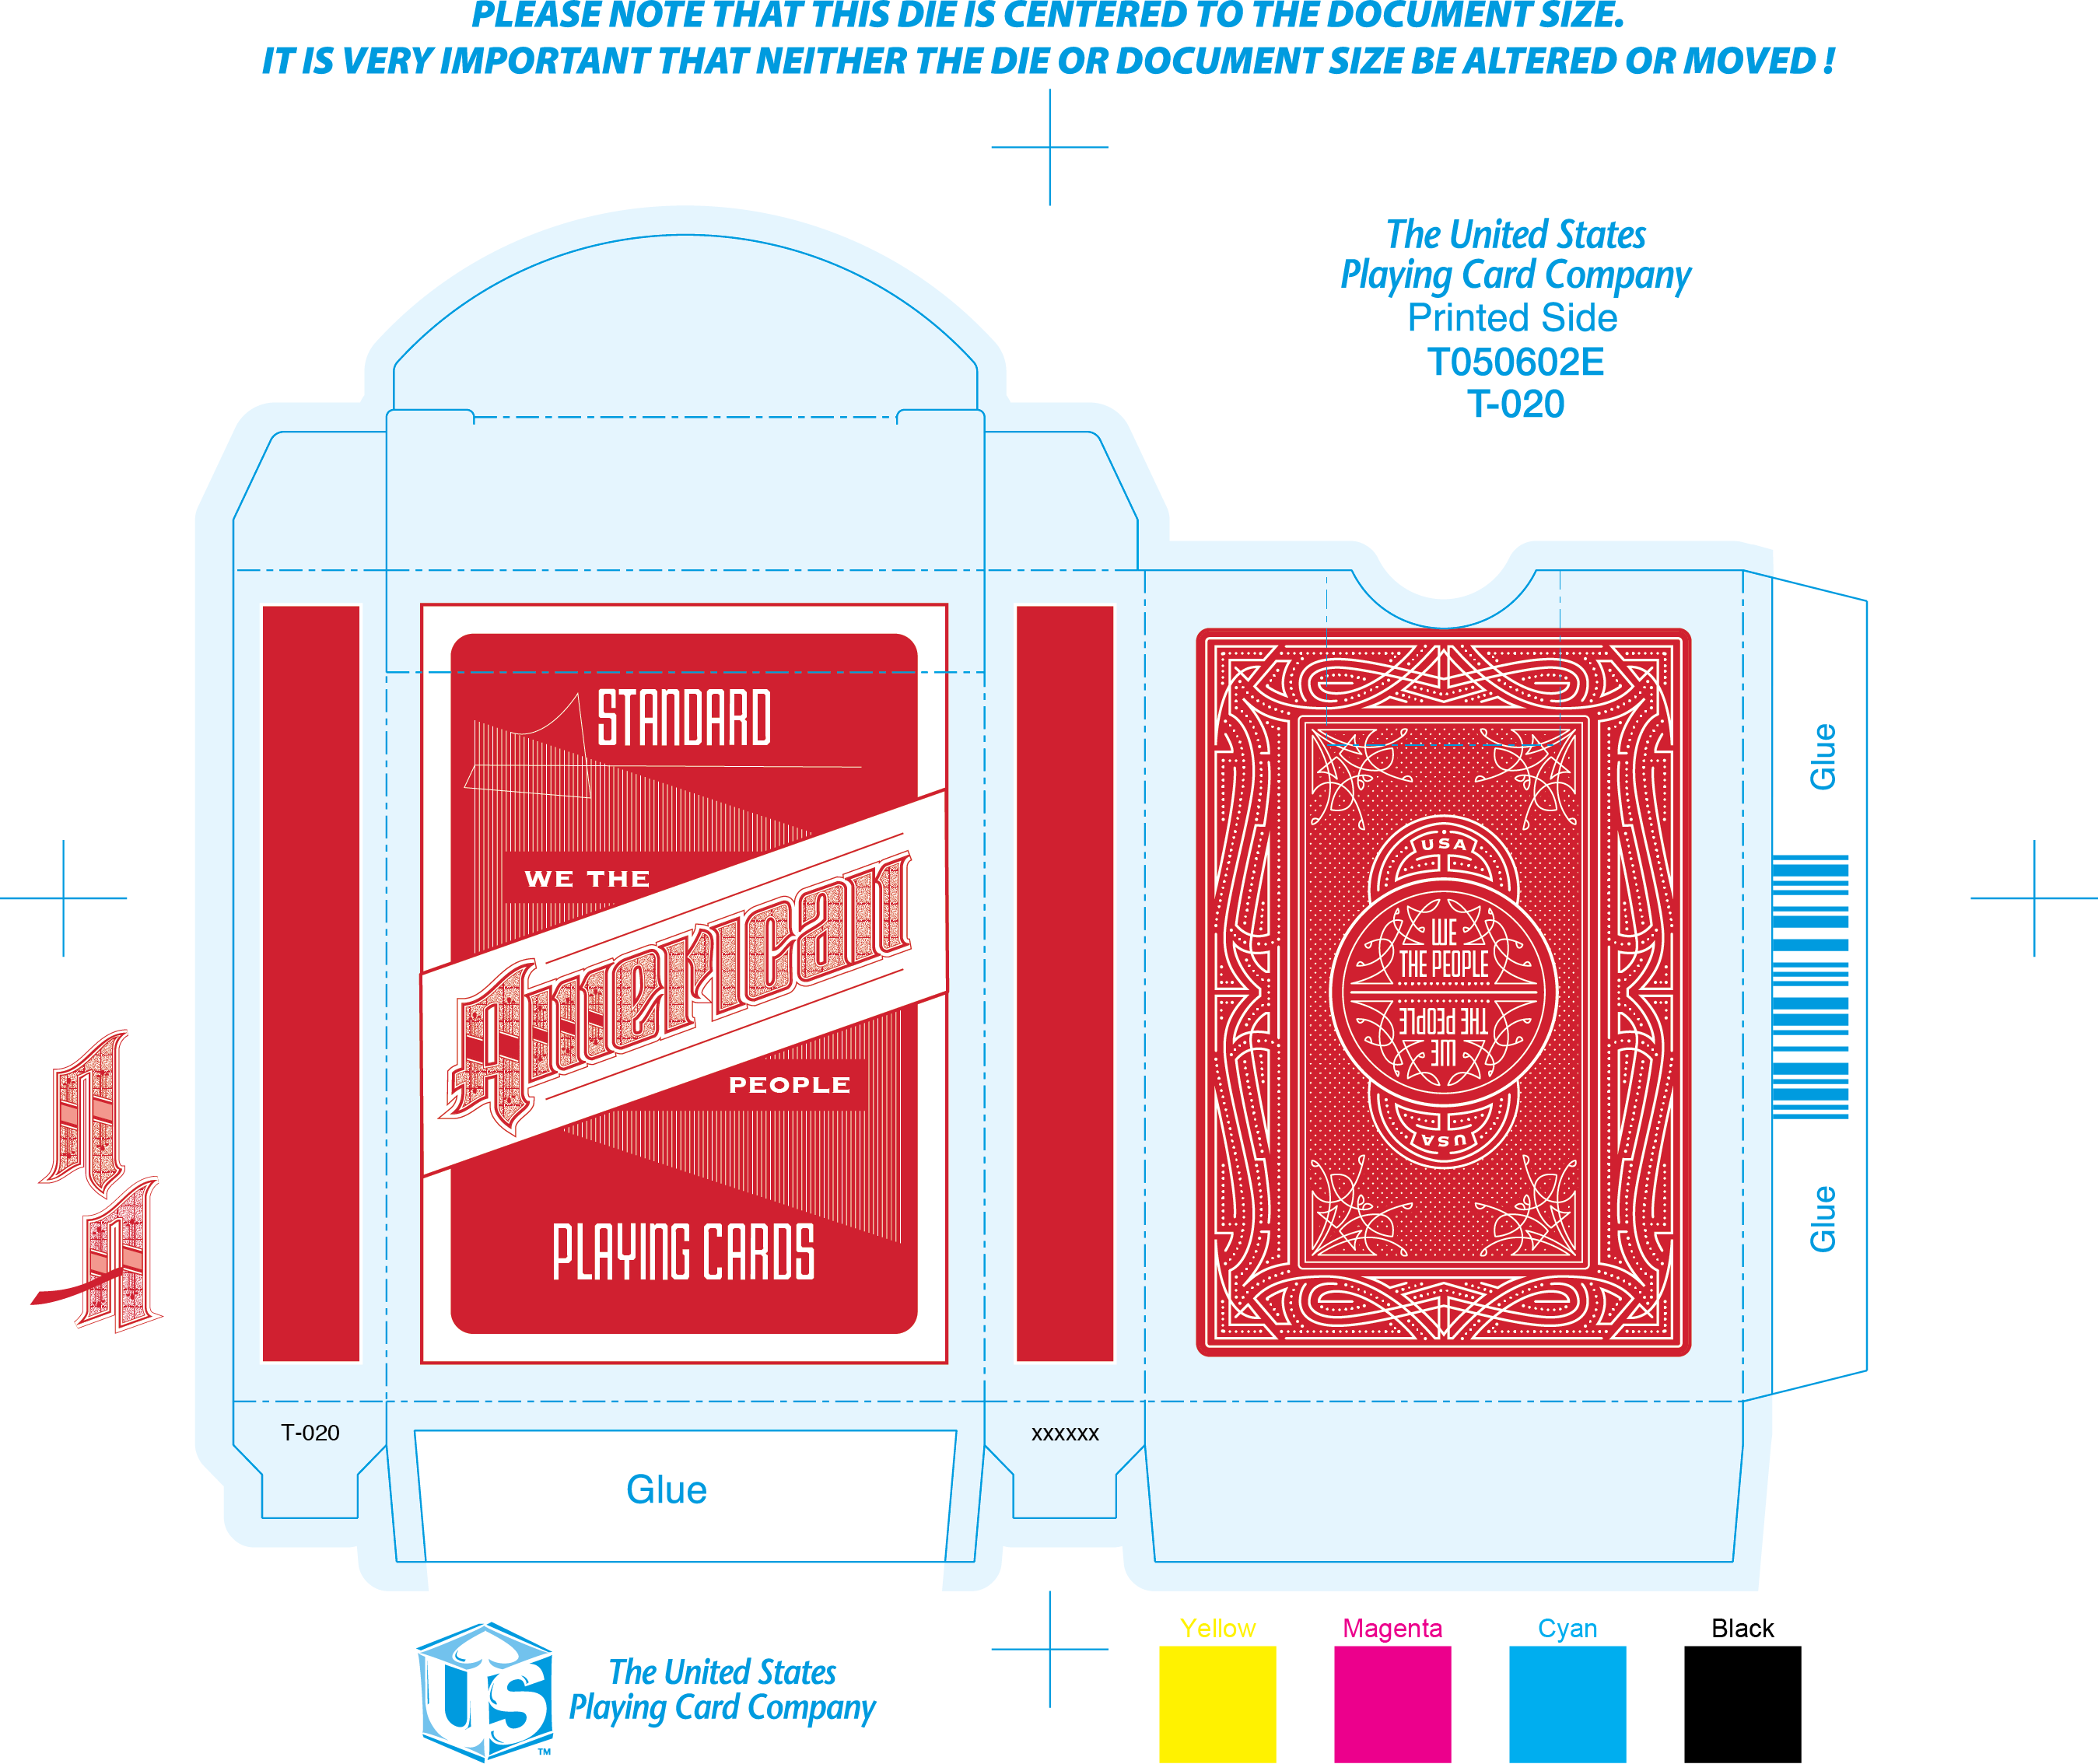 PLEASE NOTE THAT THIS DIE IS CENTERED TO THE DOCUMENT SIZE.
IT IS VERY IMPORTANT THAT NEITHER THE DIE OR DOCUMENT SIZE BE ALTERED OR MOVED !
The United States
Playing Card Company
Printed Side
T050602E
T-020
STANDARD
WE THE
American
PEOPLE
PLAYING CARDS
USA
WE
THE PEOPLE
THE PEOPLE
WE
USA
Glue
Glue
A
A
T-020
Glue
xxxxxx
US
TM
The United States
Playing Card Company
Yellow
Magenta
Cyan
Black